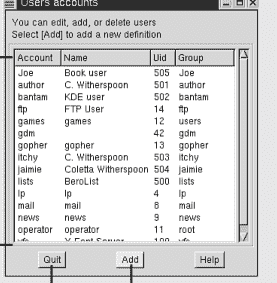 Users accounts
You can edit, add, or delete users
Select [Add] to add a new definition
Account Name Uid Group
Joe Book user 505 Joe
author C. Witherspoon 501 author
bantam KDE user 502 bantam
ftp FTP User 14 ftp
games games 12 users
gdm 42 gdm
gopher gopher 13 gopher
itchy C. Witherspoon 503 itchy
jaimie Coletta Witherspoon 504 jaimie
lists BeroList 500 lists
lp lp 4 lp
mail mail 8 mail
news news 9 news
operator operator 11 root
Quit Add Help